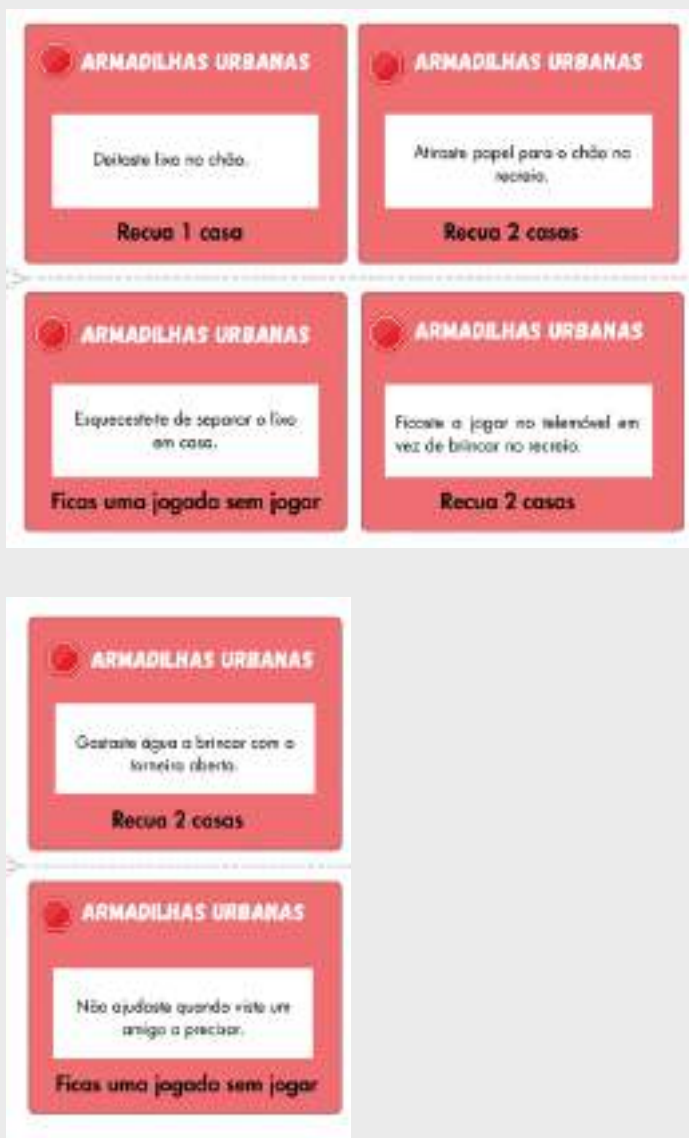 ARMADILHAS URBANAS
Deitaste lixo no chão.
Recua 1 casa
ARMADILHAS URBANAS
Atiraste papel para o chão no
recreio.
Recua 2 casas
ARMADILHAS URBANAS
Esqueceste-te de separar o lixo
em casa.
Ficas uma jogada sem jogar
ARMADILHAS URBANAS
Ficaste a jogar no telemóvel em
vez de brincar no recreio.
Recua 2 casas
ARMADILHAS URBANAS
Gastaste água a brincar com a
torneira aberta.
Recua 2 casas
ARMADILHAS URBANAS
Não ajudaste quando viste um
amigo a precisar.
Ficas uma jogada sem jogar